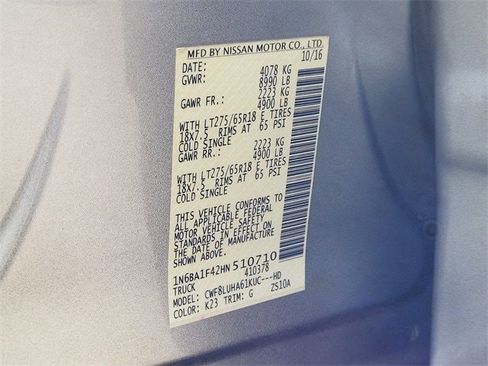 MFD BY NISSAN MOTOR CO., LTD.
DATE: 10/16
GVWR: 4078 KG
8990 LB
GAWR FR.: 2223 KG
4900 LB
WITH LT275/65R18 E TIRES
18X7.5 RIMS AT 65 PSI
COLD SINGLE
GAWR RR.: 2223 KG
4900 LB
WITH LT275/65R18 E TIRES
18X7.5 RIMS AT 65 PSI
COLD SINGLE
THIS VEHICLE CONFORMS TO
ALL APPLICABLE FEDERAL
MOTOR VEHICLE SAFETY
STANDARDS IN EFFECT ON
THE DATE OF MANUFACTURE
SHOWN ABOVE
1N6BA1F42HN510710
TRUCK 410378
MODEL: CWF8LUHA61KUC---HD
COLOR: K23 TRIM: G ZS10A